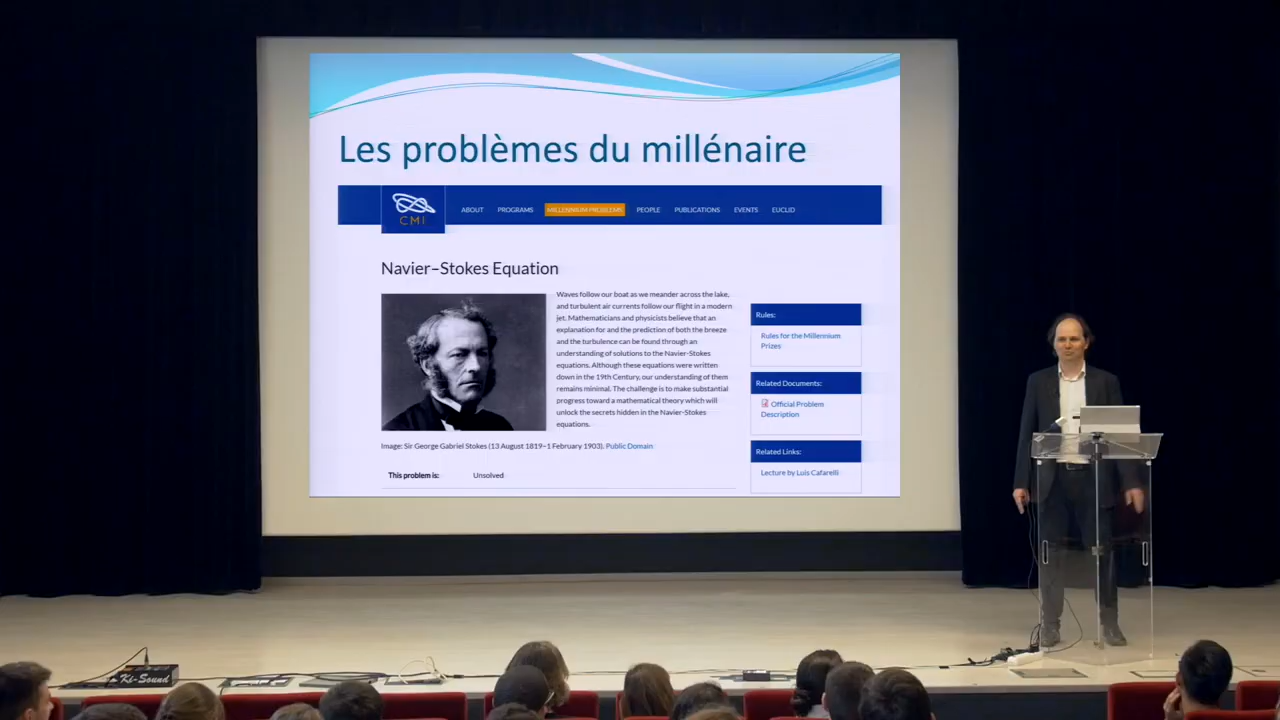 Les problèmes du millénaire
CMI
ABOUT PROGRAMS MILLENNIUM PROBLEMS PEOPLE PUBLICATIONS EVENTS EUCLID
Navier–Stokes Equation
Waves follow our boat as we meander across the lake,
and turbulent air currents follow our flight in a modern
jet. Mathematicians and physicists believe that an
explanation for and the prediction of both the breeze
and the turbulence can be found through an
understanding of solutions to the Navier-Stokes
equations. Although these equations were written
down in the 19th Century, our understanding of them
remains minimal. The challenge is to make substantial
progress toward a mathematical theory which will
unlock the secrets hidden in the Navier-Stokes
equations.
Image: Sir George Gabriel Stokes (13 August 1819–1 February 1903). Public Domain
This problem is: Unsolved
Rules:
Rules for the Millennium
Prizes
Related Documents:
Official Problem
Description
Related Links:
Lecture by Luis Cafarelli
Ki-Sound